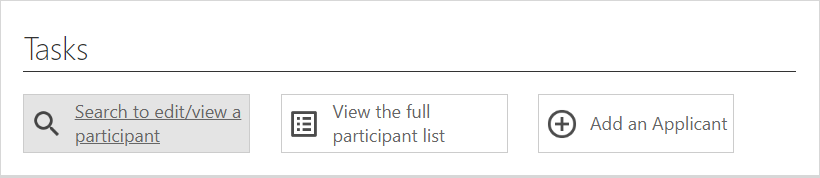 Tasks
Search to edit/view a
participant
View the full
participant list
Add an Applicant